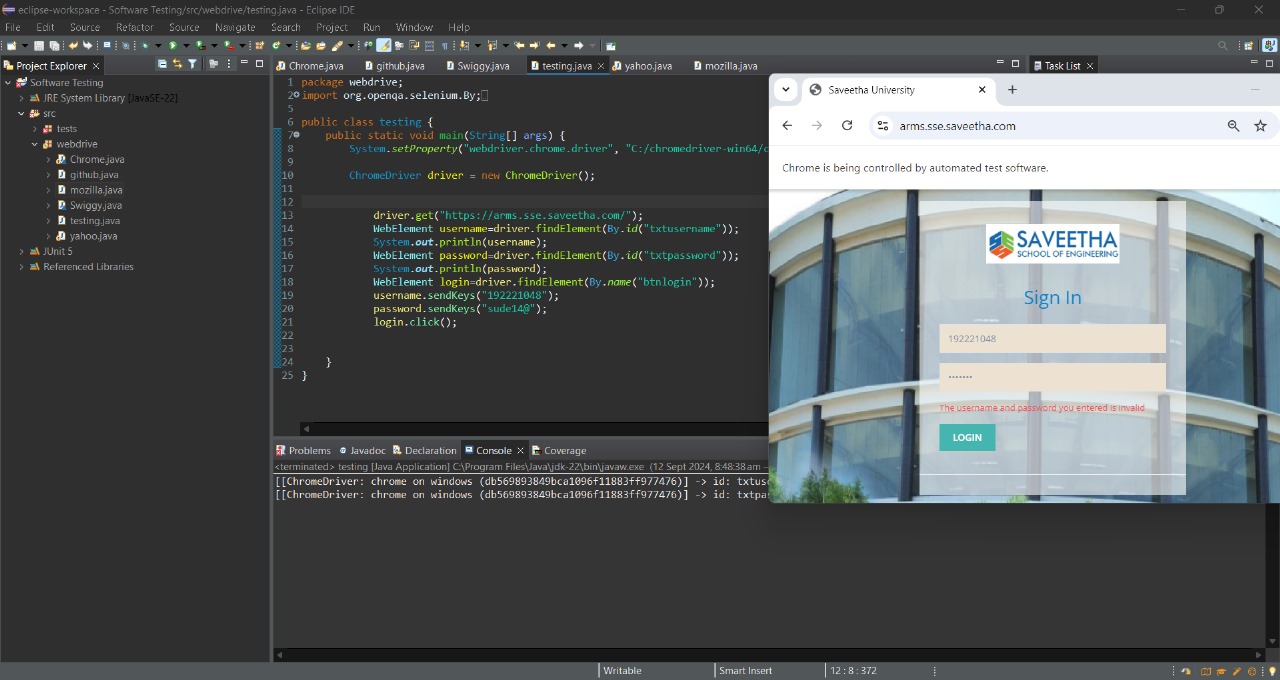 eclipse-workspace - Software Testing/src/webdrive/testing.java - Eclipse IDE
File Edit Source Refactor Source Navigate Search Project Run Window Help
Project Explorer
Software Testing
JRE System Library [JavaSE-22]
src
tests
webdrive
Chrome.java
github.java
mozilla.java
Swiggy.java
testing.java
yahoo.java
JUnit 5
Referenced Libraries
Chrome.java github.java Swiggy.java testing.java yahoo.java mozilla.java
1 package webdrive;
2 import org.openqa.selenium.By;
5
6 public class testing {
7 public static void main(String[] args) {
8 System.setProperty("webdriver.chrome.driver", "C:/chromedriver-win64/c
9
10 ChromeDriver driver = new ChromeDriver();
11
12
13 driver.get("https://arms.sse.saveetha.com/");
14 WebElement username=driver.findElement(By.id("txtusername"));
15 System.out.println(username);
16 WebElement password=driver.findElement(By.id("txtpassword"));
17 System.out.println(password);
18 WebElement login=driver.findElement(By.name("btnlogin"));
19 username.sendKeys("192221048");
20 password.sendKeys("sude14@");
21 login.click();
22
23
24 }
25 }
Task List
Saveetha University
arms.sse.saveetha.com
Chrome is being controlled by automated test software.
SAVEETHA
SCHOOL OF ENGINEERING
Sign In
192221048
·······
The username and password you entered is invalid
LOGIN
Problems Javadoc Declaration Console Coverage
<terminated> testing [Java Application] C:\Program Files\Java\jdk-22\bin\javaw.exe (12 Sept 2024, 8:48:38 am –
[[ChromeDriver: chrome on windows (db569893849bca1096f11883ff977476)] -> id: txtuse
[[ChromeDriver: chrome on windows (db569893849bca1096f11883ff977476)] -> id: txtpas
Writable Smart Insert 12 : 8 : 372